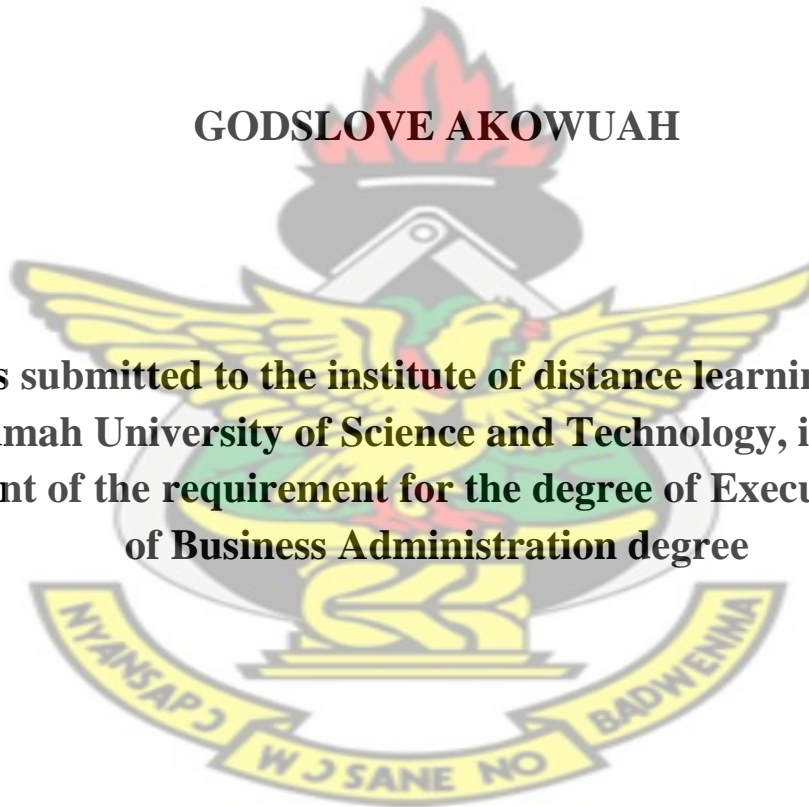 GODSLOVE AKOWUAH
s submitted to the institute of distance learnin
mah University of Science and Technology, i
nt of the requirement for the degree of Execu
of Business Administration degree
NYANSAPƆ WƆSANE NO BADWENMA